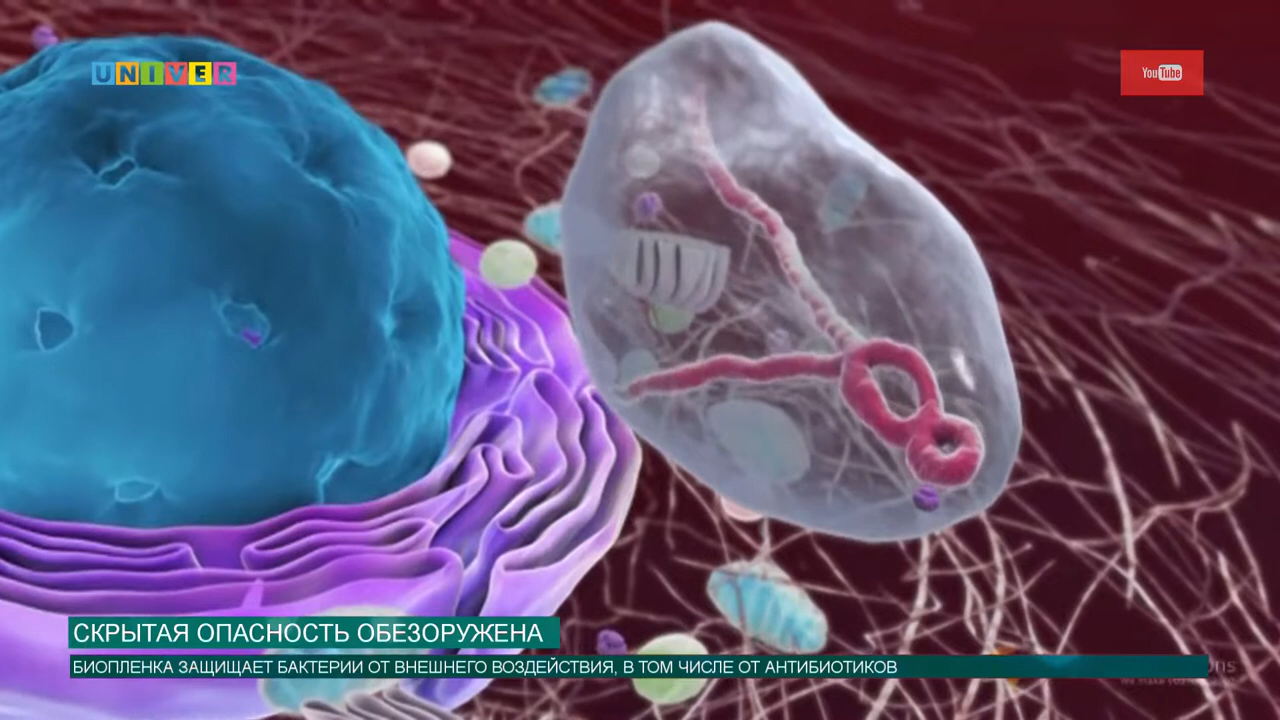 UNIVER
YouTube
СКРЫТАЯ ОПАСНОСТЬ ОБЕЗОРУЖЕНА
БИОПЛЕНКА ЗАЩИЩАЕТ БАКТЕРИИ ОТ ВНЕШНЕГО ВОЗДЕЙСТВИЯ, В ТОМ ЧИСЛЕ ОТ АНТИБИОТИКОВ